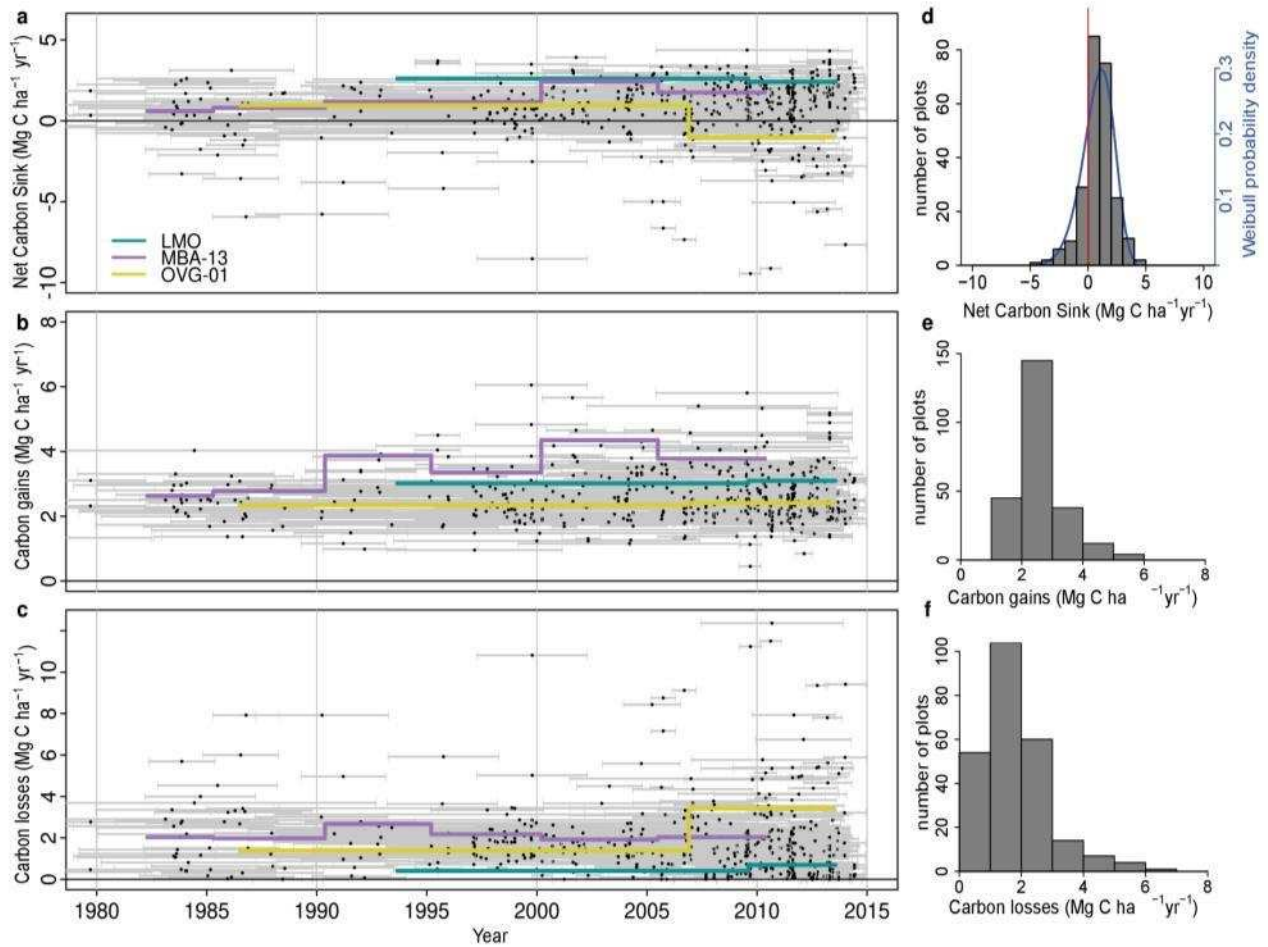 a
Net Carbon Sink (Mg C ha⁻¹ yr⁻¹)
5
0
-5
-10
LMO
MBA-13
OVG-01
b
Carbon gains (Mg C ha⁻¹ yr⁻¹)
8
6
4
2
0
c
Carbon losses (Mg C ha⁻¹ yr⁻¹)
10
8
6
4
2
0
1980 1985 1990 1995 2000 2005 2010 2015
Year
d
number of plots
80
60
40
20
0
0.3
0.2
0.1
Weibull probability density
−10 −5 0 5 10
Net Carbon Sink (Mg C ha⁻¹yr⁻¹)
e
number of plots
150
100
50
0
0 2 4 6 8
Carbon gains (Mg C ha ⁻¹yr⁻¹)
f
number of plots
100
80
60
40
20
0
0 2 4 6 8
Carbon losses (Mg C ha ⁻¹yr⁻¹)